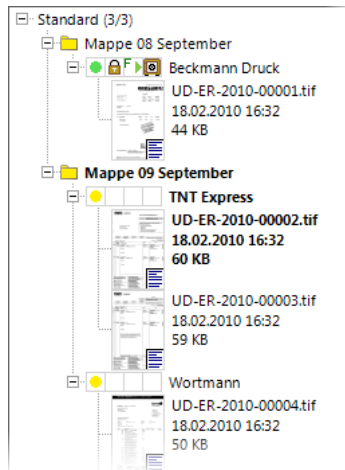 Standard (3/3)
Mappe 08 September
F Beckmann Druck
UD-ER-2010-00001.tif
18.02.2010 16:32
44 KB
Mappe 09 September
TNT Express
UD-ER-2010-00002.tif
18.02.2010 16:32
60 KB
UD-ER-2010-00003.tif
18.02.2010 16:32
59 KB
Wortmann
UD-ER-2010-00004.tif
18.02.2010 16:32
50 KB